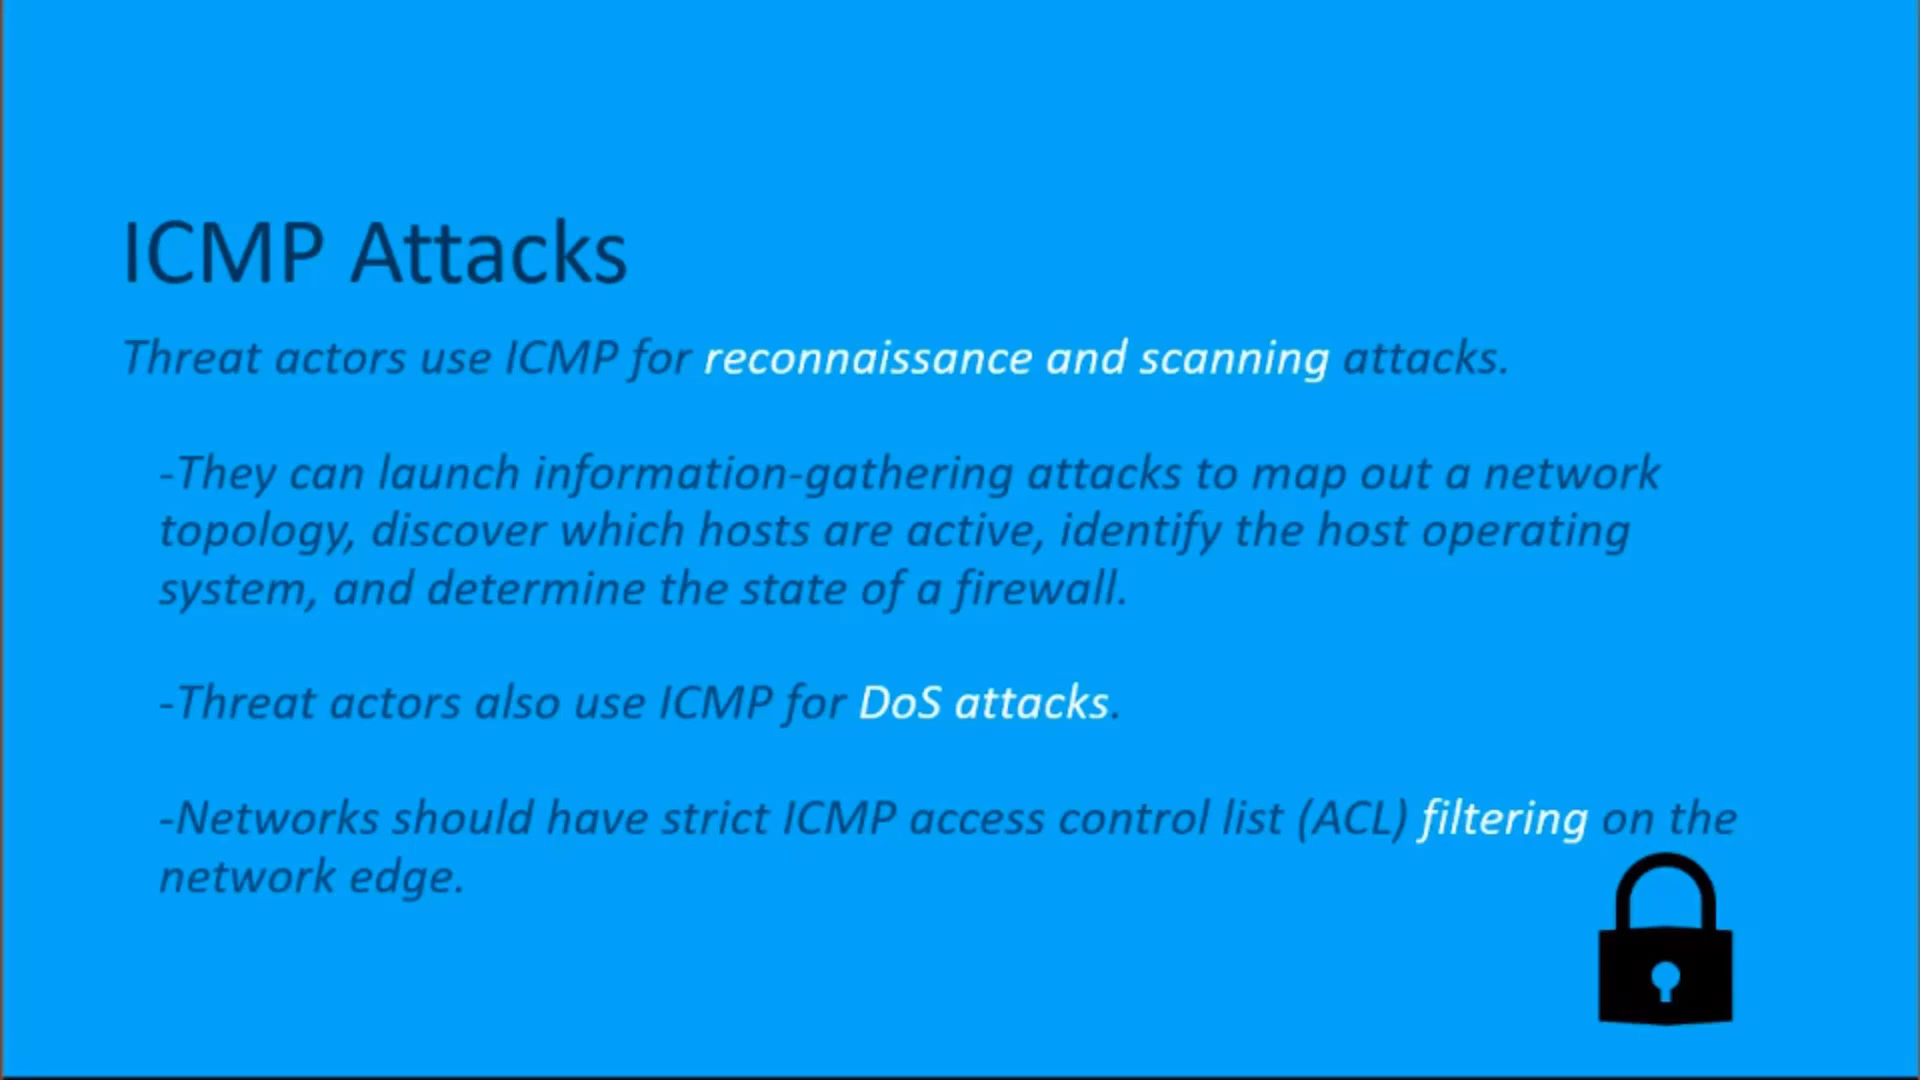 ICMP Attacks
Threat actors use ICMP for reconnaissance and scanning attacks.
-They can launch information-gathering attacks to map out a network
topology, discover which hosts are active, identify the host operating
system, and determine the state of a firewall.
-Threat actors also use ICMP for DoS attacks.
-Networks should have strict ICMP access control list (ACL) filtering on the
network edge.